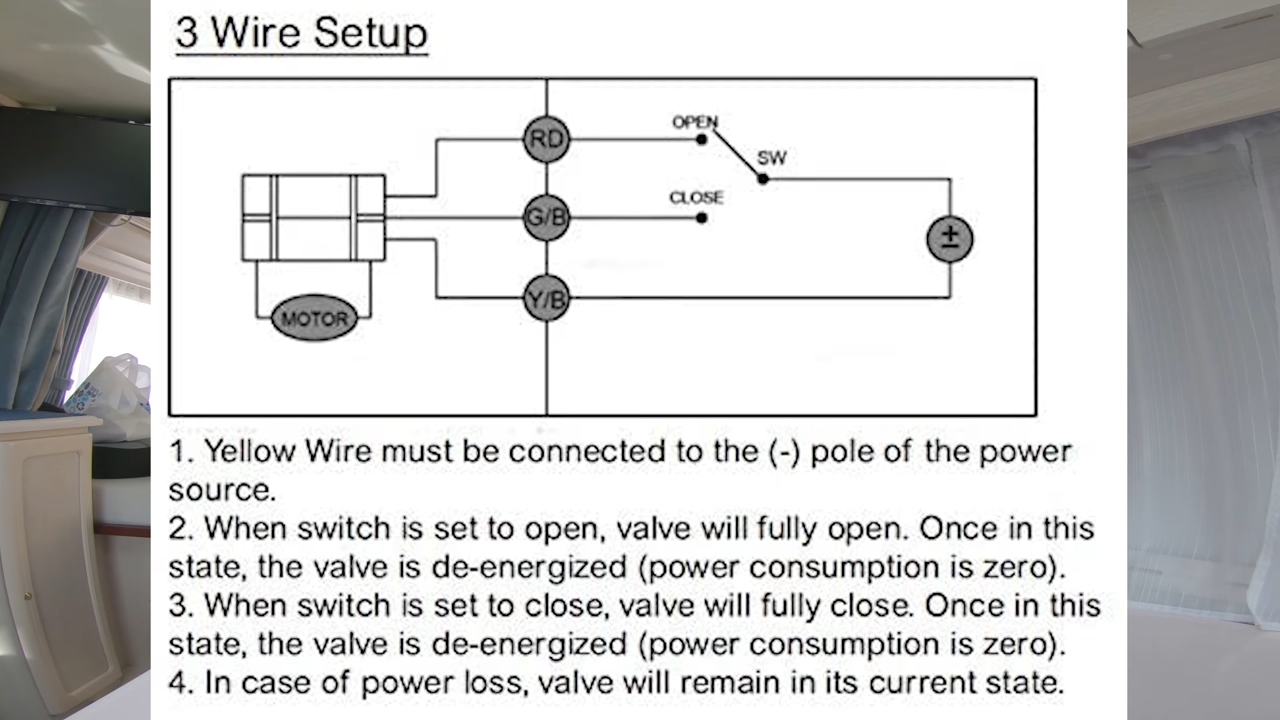 3 Wire Setup
OPEN
RD
SW
CLOSE
G/B
±
Y/B
MOTOR
1. Yellow Wire must be connected to the (-) pole of the power
source.
2. When switch is set to open, valve will fully open. Once in this
state, the valve is de-energized (power consumption is zero).
3. When switch is set to close, valve will fully close. Once in this
state, the valve is de-energized (power consumption is zero).
4. In case of power loss, valve will remain in its current state.